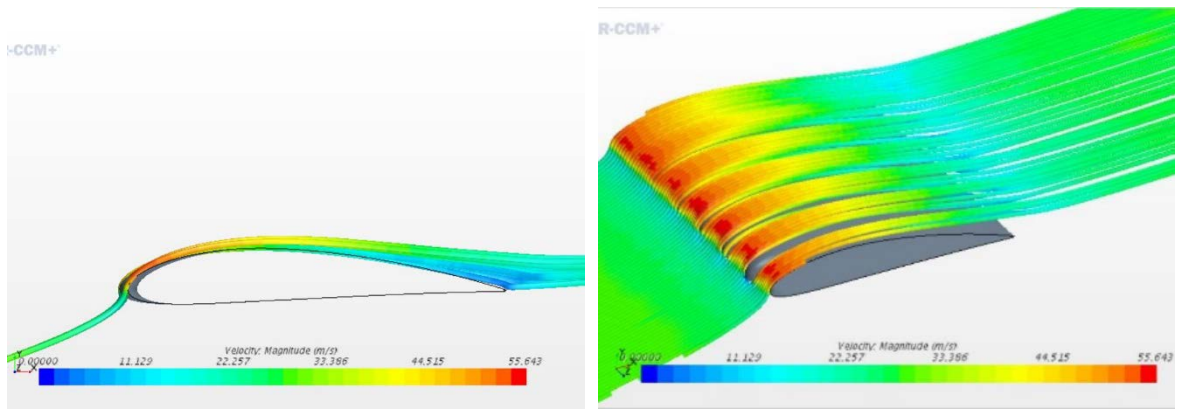 R-CCM+
Velocity: Magnitude (m/s)
0.00000 11.129 22.257 33.386 44.515 55.643
R-CCM+
Velocity: Magnitude (m/s)
0.00000 11.129 22.257 33.386 44.515 55.643